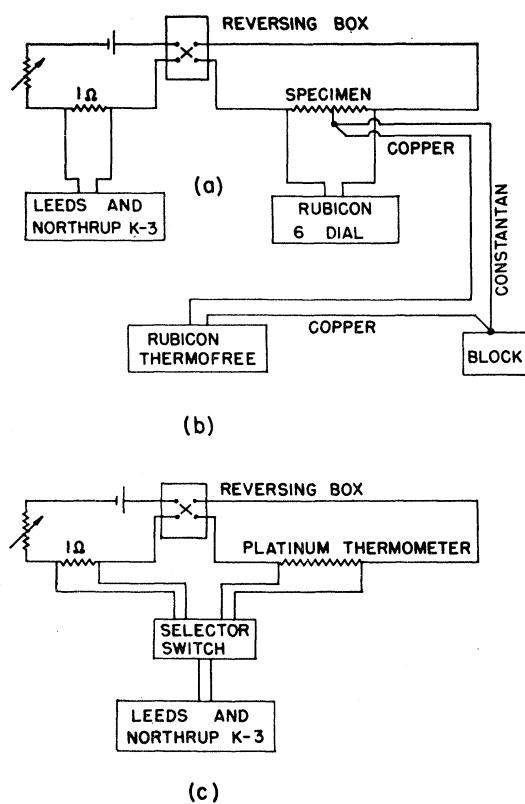 REVERSING BOX
1Ω
SPECIMEN
COPPER
(a)
LEEDS AND
NORTHRUP K-3
RUBICON
6 DIAL
CONSTANTAN
COPPER
RUBICON
THERMOFREE
BLOCK
(b)
REVERSING BOX
1Ω
PLATINUM THERMOMETER
SELECTOR
SWITCH
LEEDS AND
NORTHRUP K-3
(c)